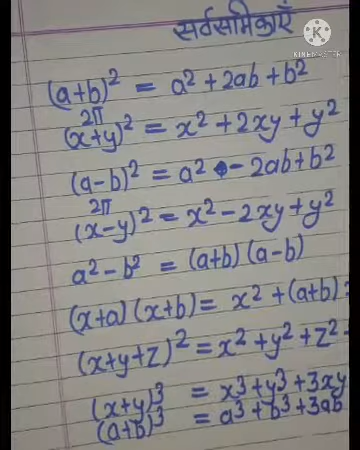 सर्वसमिकाएँ
K
KINEMASTER
(a+b)² = a² + 2ab + b²
या
(x+y)² = x² + 2xy + y²
(a-b)² = a² - 2ab + b²
या
(x-y)² = x² - 2xy + y²
a² - b² = (a+b) (a-b)
(x+a) (x+b) = x² + (a+b)
(x+y+z)² = x² + y² + z²
(x+y)³ = x³ + y³ + 3xy
(a+b)³ = a³ + b³ + 3ab